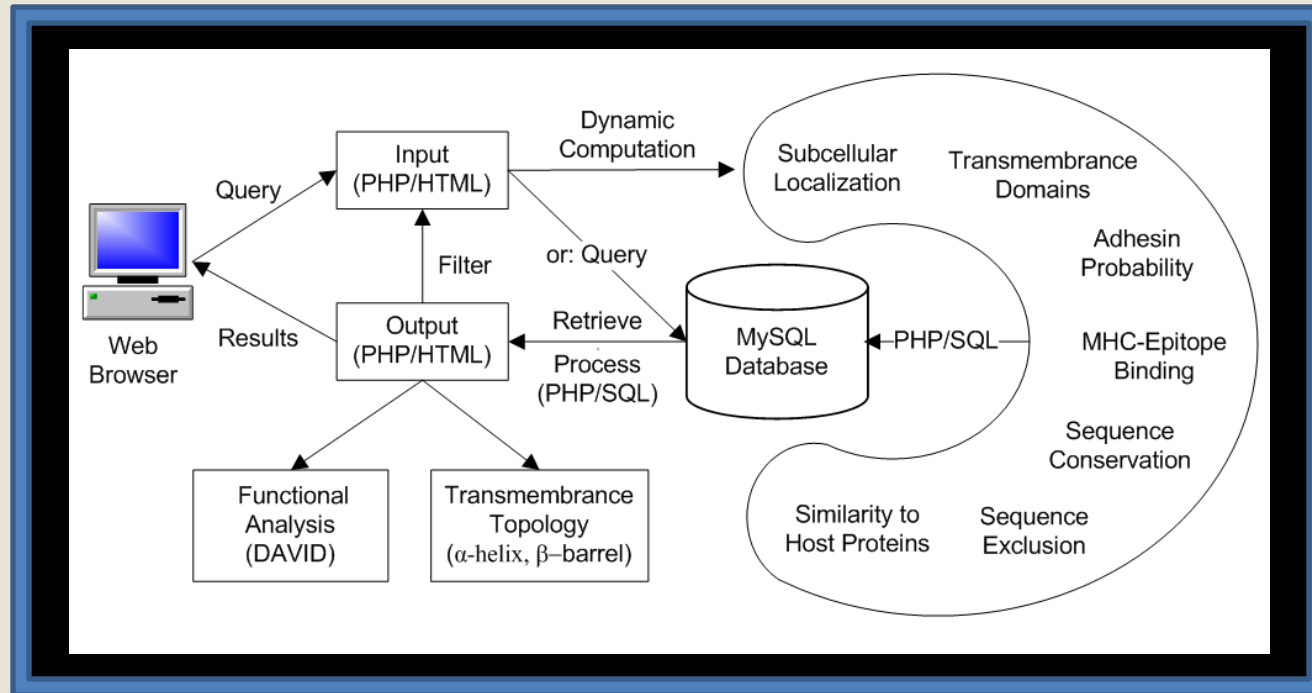 Dynamic
Computation
Input
(PHP/HTML)
Query
Subcellular
Localization
Transmembrance
Domains
Adhesin
Probability
or: Query
Filter
Web
Browser
Results
Output
(PHP/HTML)
Retrieve
Process
(PHP/SQL)
MySQL
Database
PHP/SQL
MHC-Epitope
Binding
Sequence
Conservation
Functional
Analysis
(DAVID)
Transmembrance
Topology
(α-helix, β–barrel)
Similarity to
Host Proteins
Sequence
Exclusion